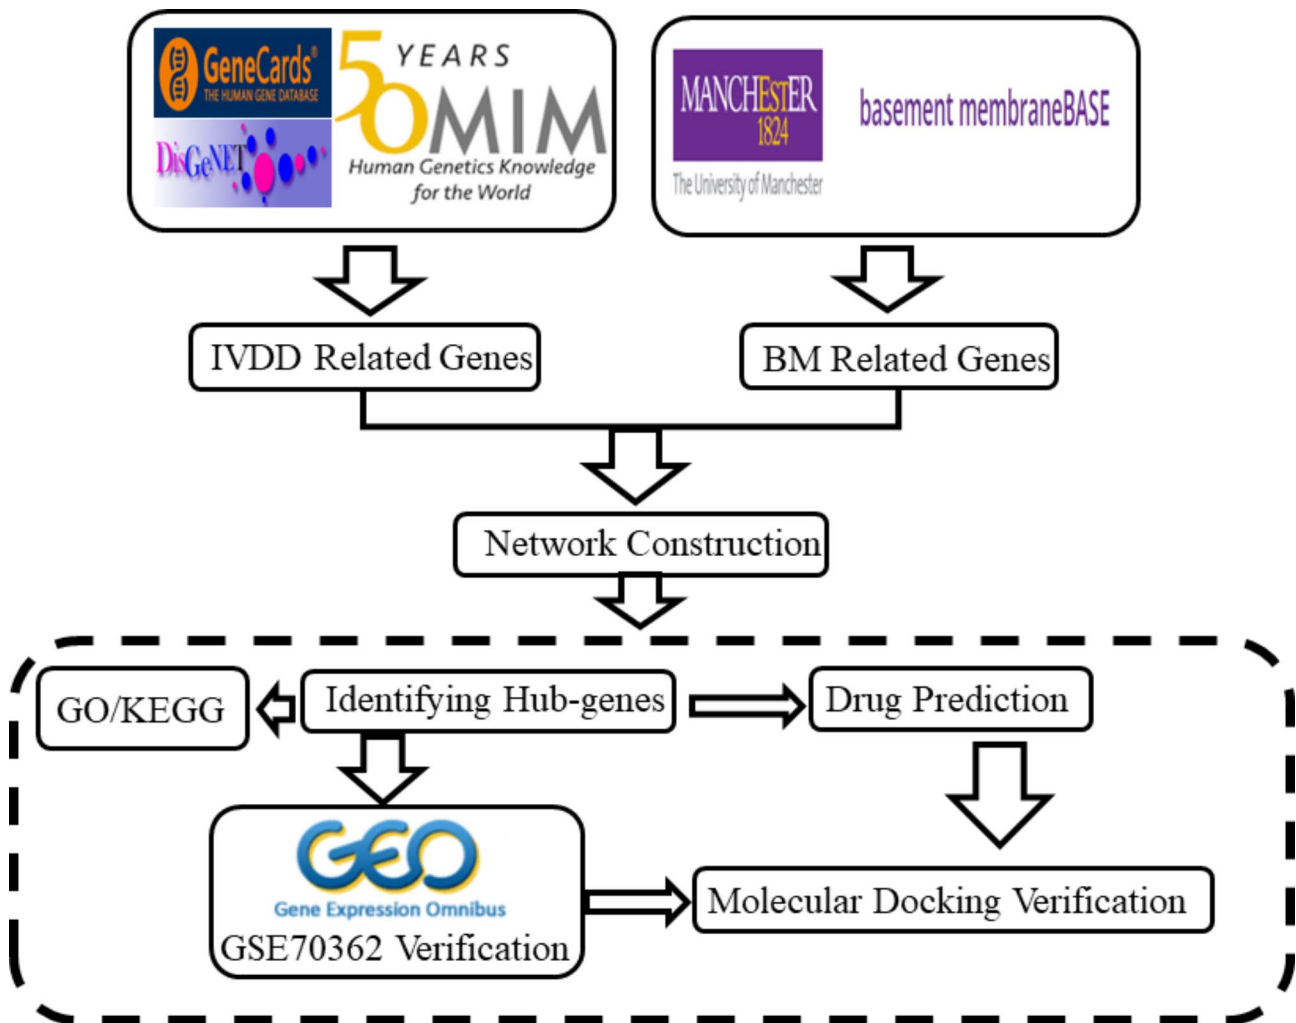 GeneCards®
THE HUMAN GENE DATABASE
DisGeNET
50 YEARS
OMIM
Human Genetics Knowledge
for the World
MANCHESTER
1824
The University of Manchester
basement membraneBASE
IVDD Related Genes
BM Related Genes
Network Construction
GO/KEGG
Identifying Hub-genes
Drug Prediction
GEO
Gene Expression Omnibus
GSE70362 Verification
Molecular Docking Verification